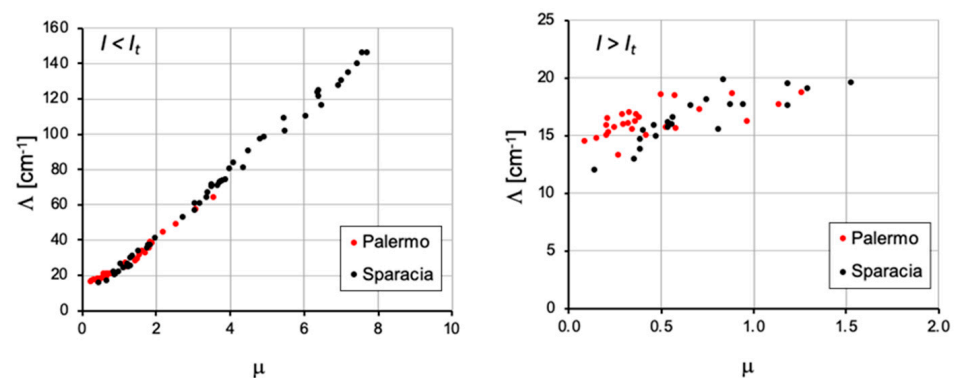 I < I_t
Λ [cm⁻¹]
160
140
120
100
80
60
40
20
0
0 2 4 6 8 10
μ
Palermo
Sparacia
I > I_t
Λ [cm⁻¹]
25
20
15
10
5
0
0.0 0.5 1.0 1.5 2.0
μ
Palermo
Sparacia